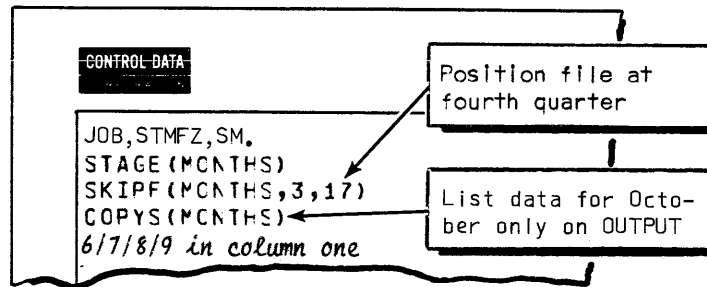 CONTROL DATA
JOB,STMFZ,SM.
STAGE(MONTHS)
SKIPF(MONTHS,3,17)
COPYS(MONTHS)
6/7/8/9 in column one
Position file at
fourth quarter
List data for Octo-
ber only on OUTPUT